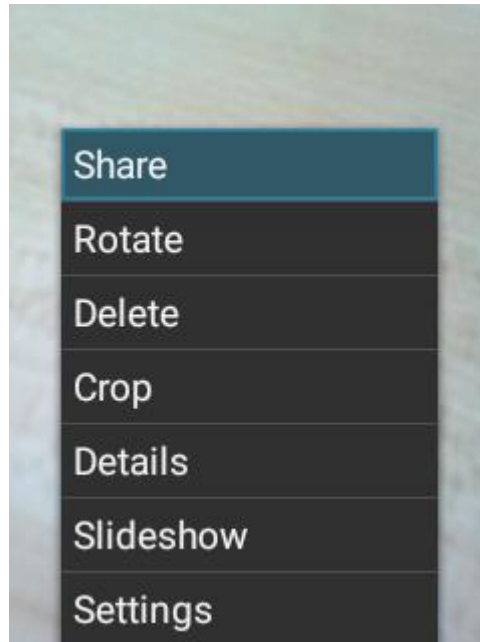 Share
Rotate
Delete
Crop
Details
Slideshow
Settings